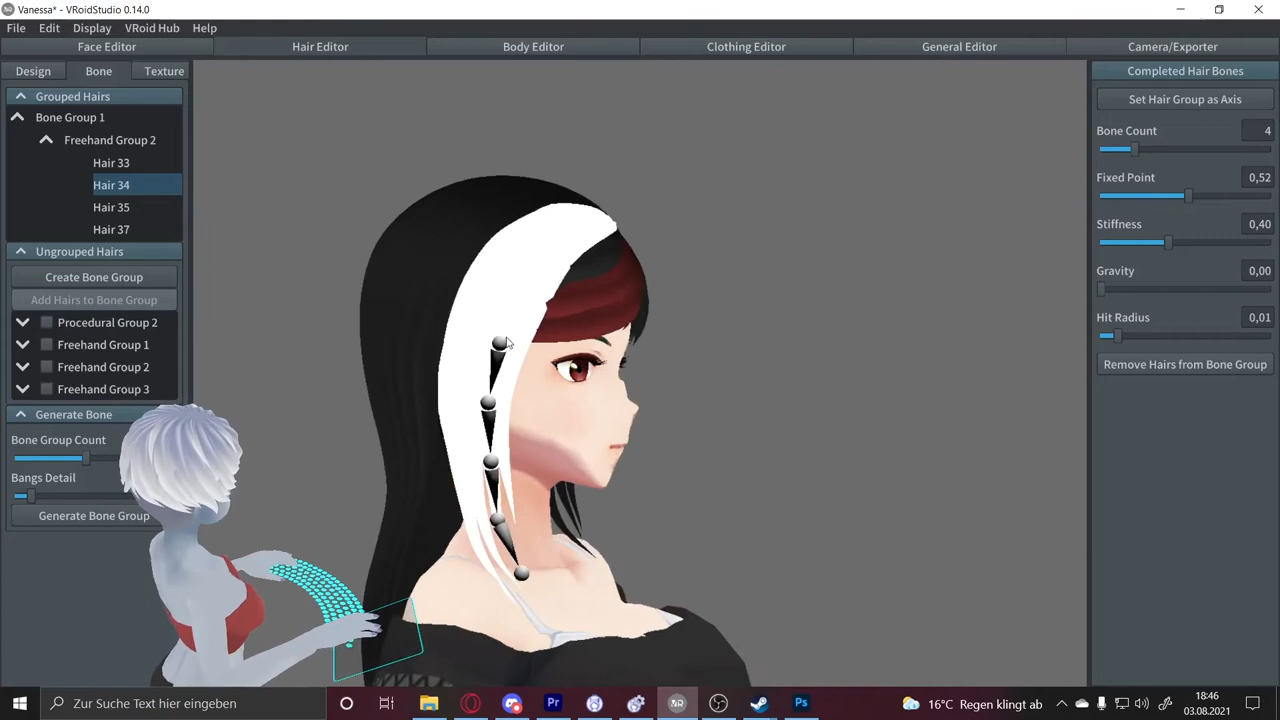 Vanessa* - VRoidStudio 0.14.0
File Edit Display VRoid Hub Help
Face Editor Hair Editor Body Editor Clothing Editor General Editor Camera/Exporter
Design Bone Texture
Grouped Hairs
Bone Group 1
Freehand Group 2
Hair 33
Hair 34
Hair 35
Hair 37
Ungrouped Hairs
Create Bone Group
Add Hairs to Bone Group
Procedural Group 2
Freehand Group 1
Freehand Group 2
Freehand Group 3
Generate Bone
Bone Group Count
Bangs Detail
Generate Bone Group
Completed Hair Bones
Set Hair Group as Axis
Bone Count 4
Fixed Point 0,52
Stiffness 0,40
Gravity 0,00
Hit Radius 0,01
Remove Hairs from Bone Group
Zur Suche Text hier eingeben
16°C Regen klingt ab
18:46
03.08.2021